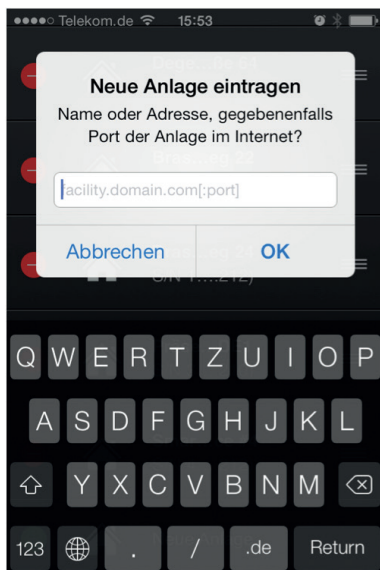 Telekom.de 15:53
Neue Anlage eintragen
Name oder Adresse, gegebenenfalls
Port der Anlage im Internet?
facility.domain.com[:port]
Abbrechen OK
Q W E R T Z U I O P
A S D F G H J K L
Y X C V B N M
123 . / .de Return